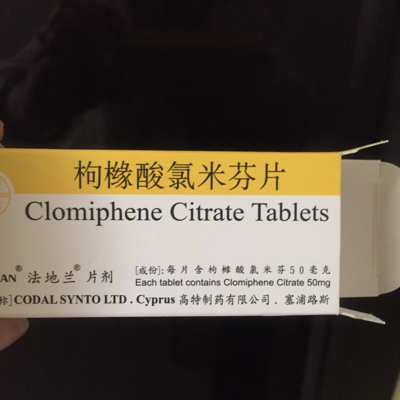 枸橼酸氯米芬片
Clomiphene Citrate Tablets
AN® 法地兰® 片剂
[成份]: 每片含枸橼酸氯米芬50毫克
Each tablet contains Clomiphene Citrate 50mg
称] CODAL SYNTO LTD . Cyprus 高特制药有限公司 . 塞浦路斯